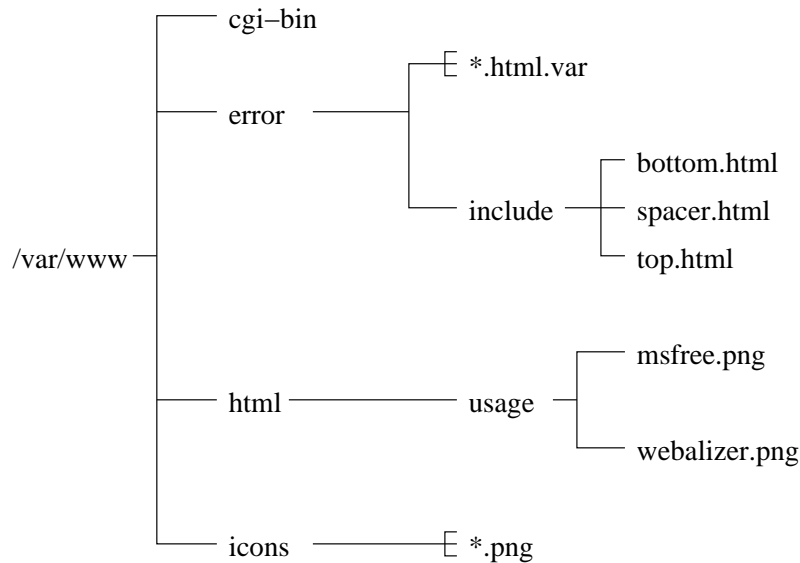 cgi−bin
*.html.var
error
bottom.html
include
spacer.html
/var/www
top.html
msfree.png
html
usage
webalizer.png
icons
*.png